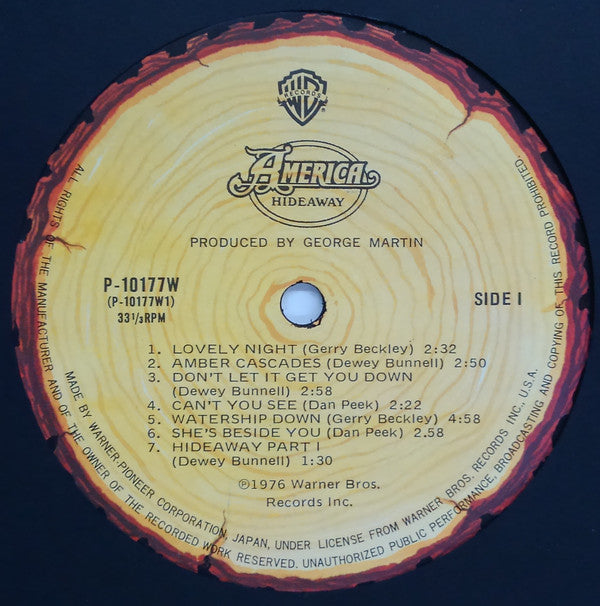 WB
RECORDS
®
AMERICA
HIDEAWAY
PRODUCED BY GEORGE MARTIN
P-10177W
(P-10177W1)
33 1/3 RPM
SIDE I
1. LOVELY NIGHT (Gerry Beckley) 2:32
2. AMBER CASCADES (Dewey Bunnell) 2:50
3. DON'T LET IT GET YOU DOWN
(Dewey Bunnell) 2:58
4. CAN'T YOU SEE (Dan Peek) 2:22
5. WATERSHIP DOWN (Gerry Beckley) 4:58
6. SHE'S BESIDE YOU (Dan Peek) 2.58
7. HIDEAWAY PART I
(Dewey Bunnell) 1:30
℗1976 Warner Bros.
Records Inc.
MADE BY WARNER-PIONEER CORPORATION, JAPAN, UNDER LICENSE FROM WARNER BROS. RECORDS INC., U.S.A.
ALL RIGHTS OF THE MANUFACTURER AND OF THE OWNER OF THE RECORDED WORK RESERVED. UNAUTHORIZED PUBLIC PERFORMANCE, BROADCASTING AND COPYING OF THIS RECORD PROHIBITED.